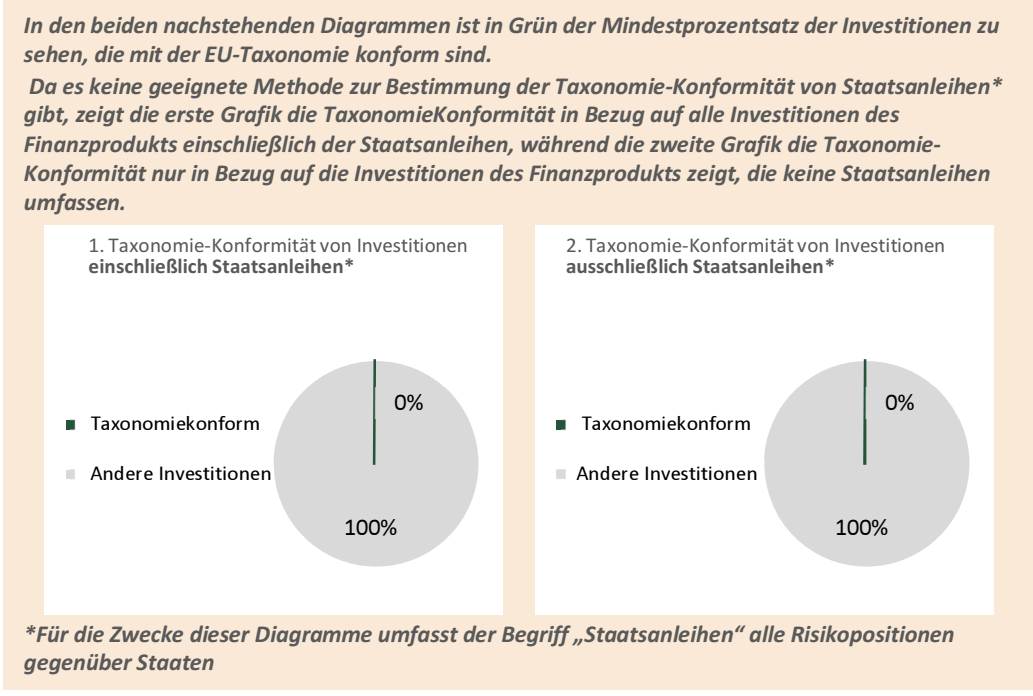 In den beiden nachstehenden Diagrammen ist in Grün der Mindestprozentsatz der Investitionen zu
sehen, die mit der EU-Taxonomie konform sind.
Da es keine geeignete Methode zur Bestimmung der Taxonomie-Konformität von Staatsanleihen*
gibt, zeigt die erste Grafik die TaxonomieKonformität in Bezug auf alle Investitionen des
Finanzprodukts einschließlich der Staatsanleihen, während die zweite Grafik die Taxonomie-
Konformität nur in Bezug auf die Investitionen des Finanzprodukts zeigt, die keine Staatsanleihen
umfassen.
1. Taxonomie-Konformität von Investitionen
einschließlich Staatsanleihen*
0%
Taxonomiekonform
Andere Investitionen
100%
2. Taxonomie-Konformität von Investitionen
ausschließlich Staatsanleihen*
0%
Taxonomiekonform
Andere Investitionen
100%
*Für die Zwecke dieser Diagramme umfasst der Begriff „Staatsanleihen“ alle Risikopositionen
gegenüber Staaten